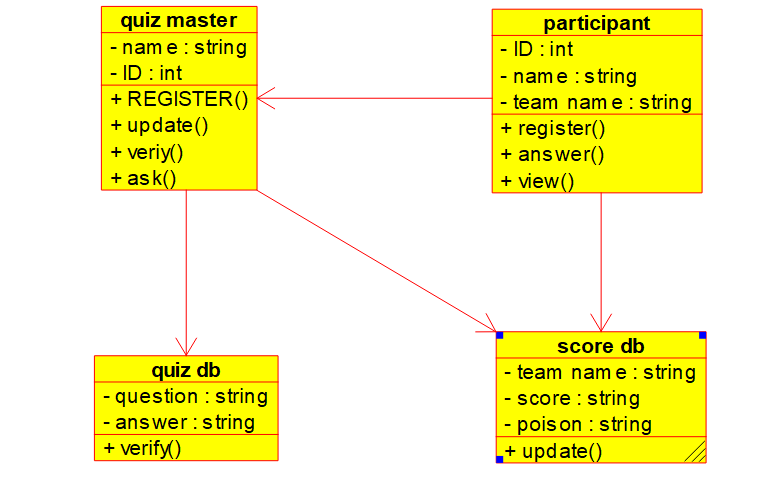 quiz master
- name : string
- ID : int
+ REGISTER()
+ update()
+ veriy()
+ ask()
participant
- ID : int
- name : string
- team name : string
+ register()
+ answer()
+ view()
quiz db
- question : string
- answer : string
+ verify()
score db
- team name : string
- score : string
- poison : string
+ update()